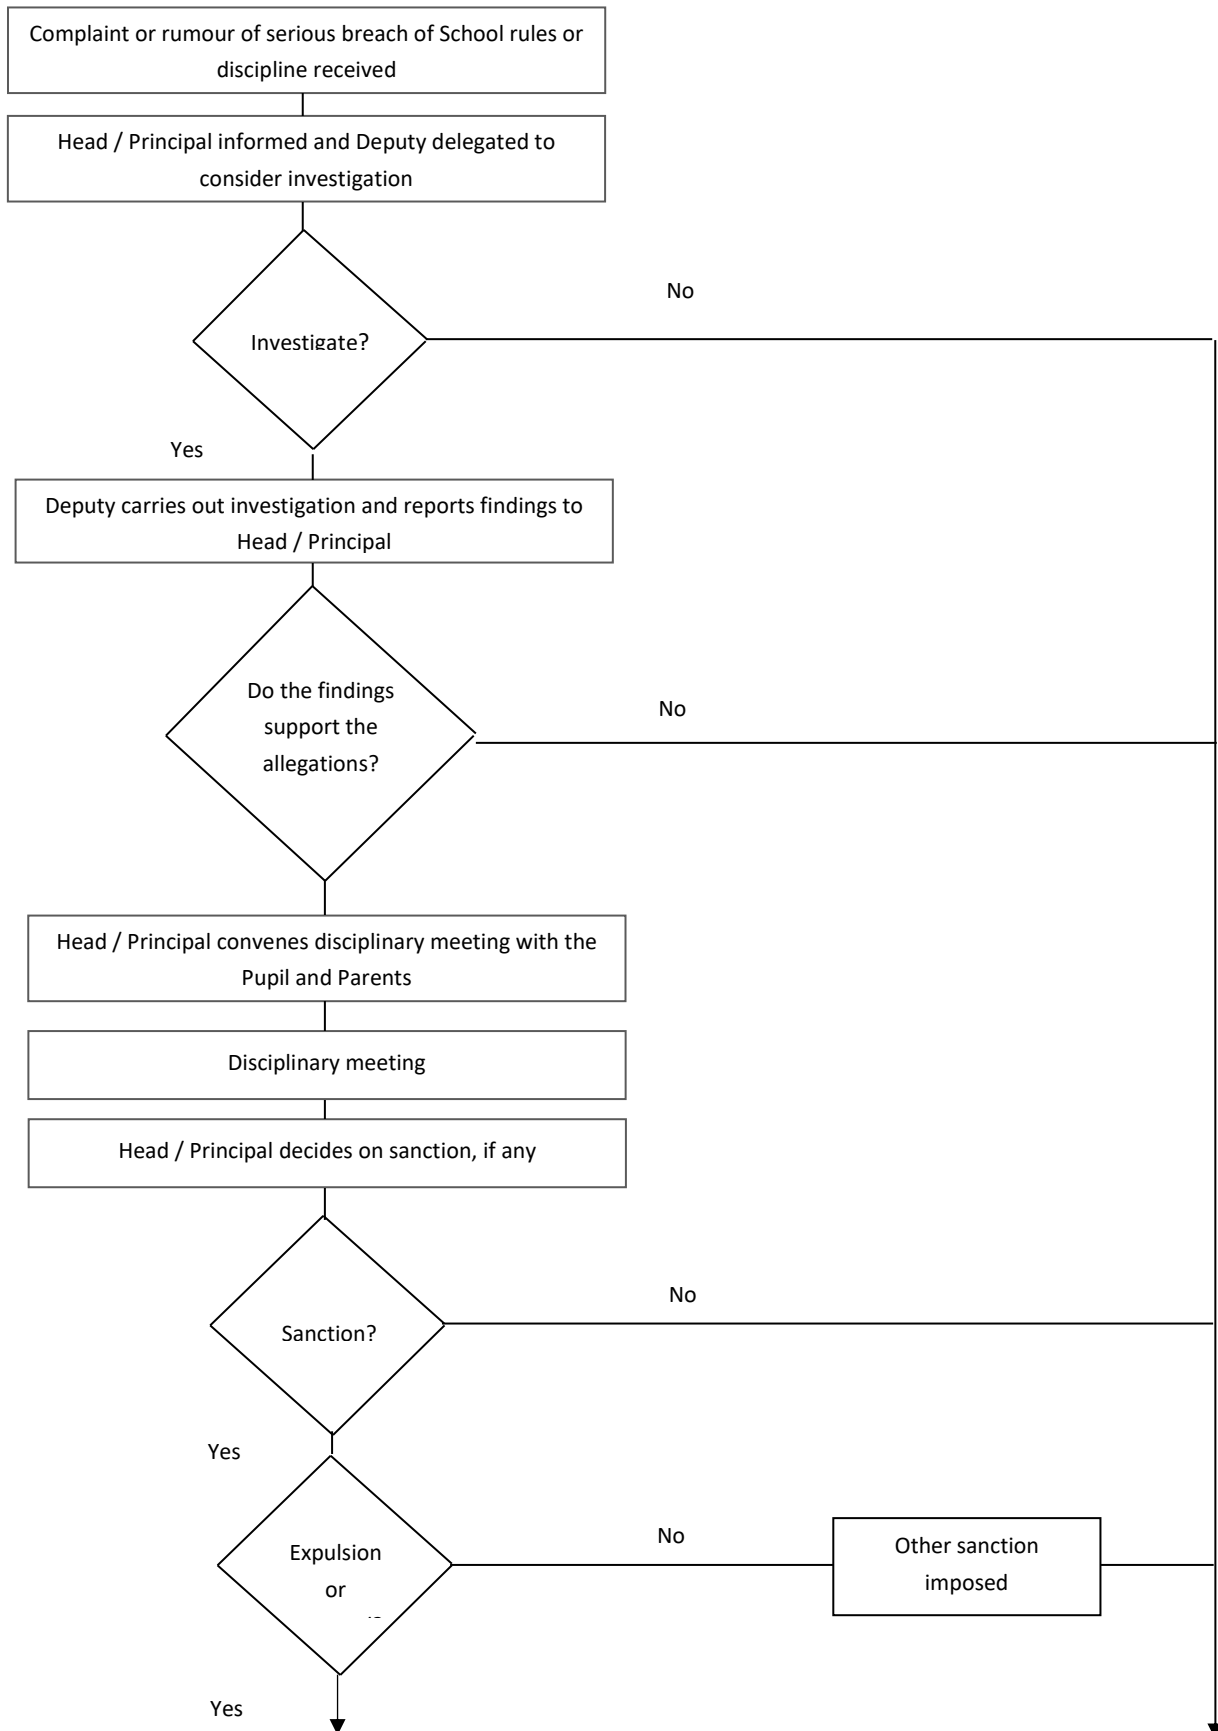 Complaint or rumour of serious breach of School rules or
discipline received
Head / Principal informed and Deputy delegated to
consider investigation
No
Investigate?
Yes
Deputy carries out investigation and reports findings to
Head / Principal
Do the findings
support the
allegations?
No
Head / Principal convenes disciplinary meeting with the
Pupil and Parents
Disciplinary meeting
Head / Principal decides on sanction, if any
No
Sanction?
Yes
No
Expulsion
or
Other sanction
imposed
Yes